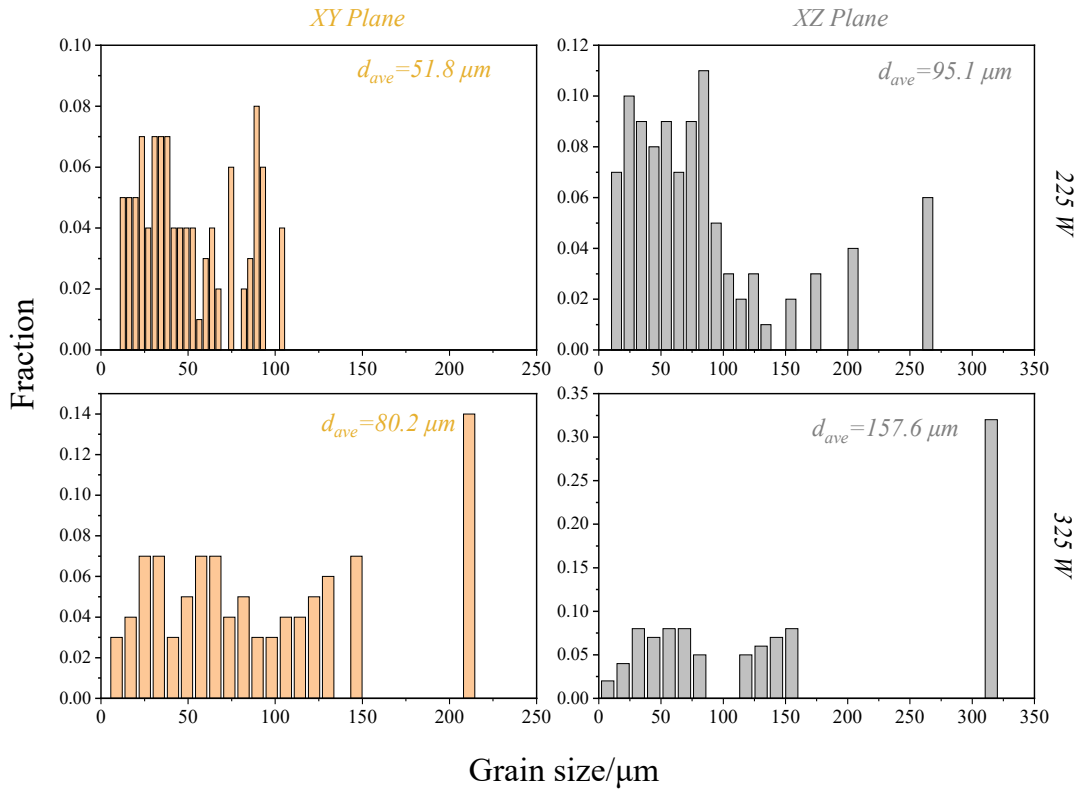 XY Plane
XZ Plane
d_ave=51.8 μm
0.10
0.08
0.06
0.04
0.02
0.00
0 50 100 150 200 250
d_ave=95.1 μm
0.12
0.10
0.08
0.06
0.04
0.02
0.00
0 50 100 150 200 250 300 350
225 W
Fraction
d_ave=80.2 μm
0.14
0.12
0.10
0.08
0.06
0.04
0.02
0.00
0 50 100 150 200 250
d_ave=157.6 μm
0.35
0.30
0.25
0.20
0.15
0.10
0.05
0.00
0 50 100 150 200 250 300 350
325 W
Grain size/μm